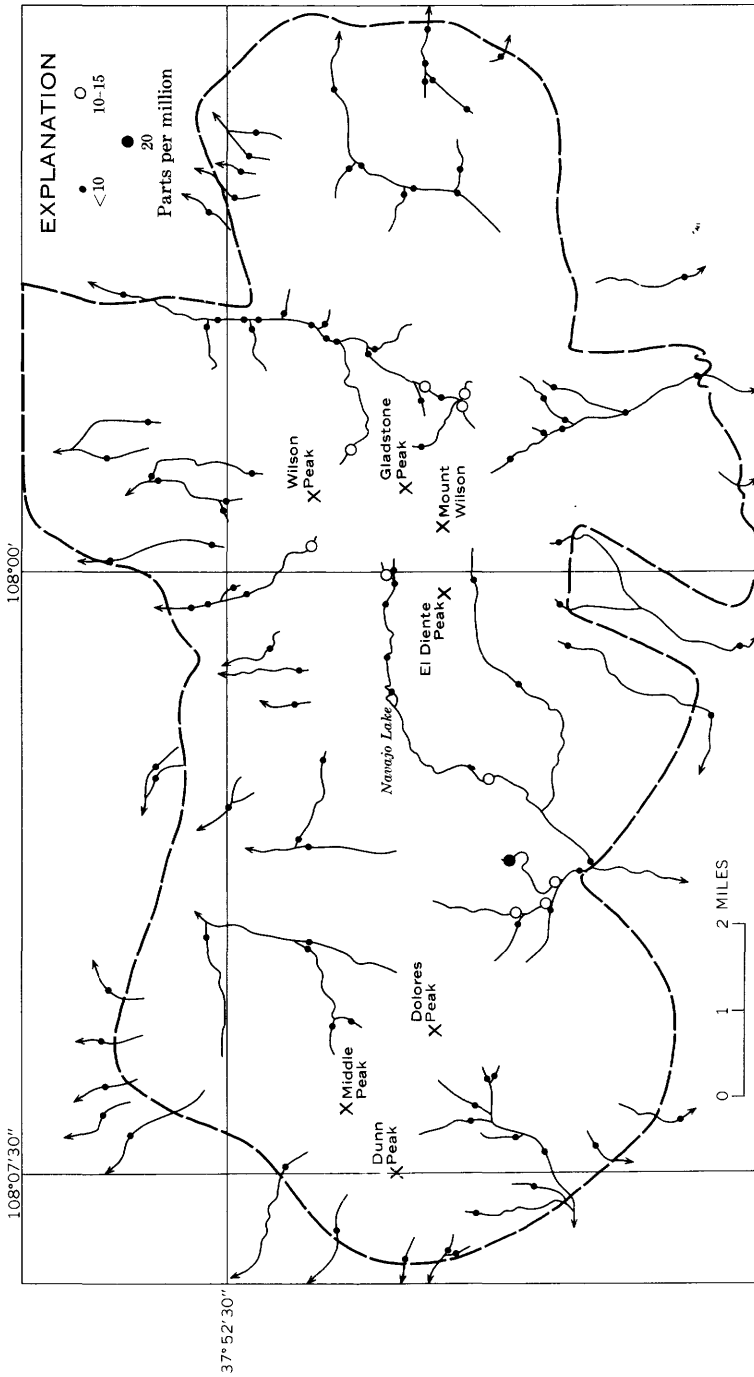 EXPLANATION
<10
10-15
20
Parts per million
108°07'30"
108°00'
37°52'30"
Wilson
Peak
Gladstone
Peak
Mount
Wilson
El Diente
Peak
Navajo Lake
Middle
Peak
Dolores
Peak
Dunn
Peak
0 1 2 MILES